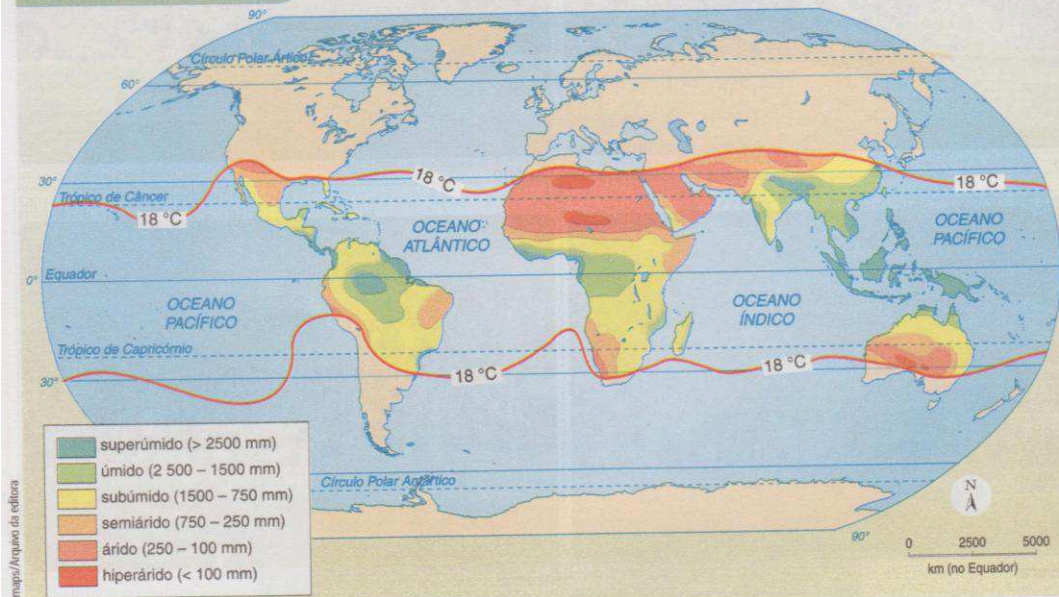 90°
Círculo Polar Ártico
60°
30°
Trópico de Câncer
18 °C
18 °C
18 °C
OCEANO
ATLÂNTICO
OCEANO
PACÍFICO
0°
Equador
OCEANO
PACÍFICO
OCEANO
ÍNDICO
Trópico de Capricórnio
30°
18 °C
18 °C
superúmido (> 2500 mm)
úmido (2 500 – 1500 mm)
subúmido (1500 – 750 mm)
semiárido (750 – 250 mm)
árido (250 – 100 mm)
hiperárido (< 100 mm)
Círculo Polar Antártico
90°
N
0 2500 5000
km (no Equador)
maps/Arquivo da editora